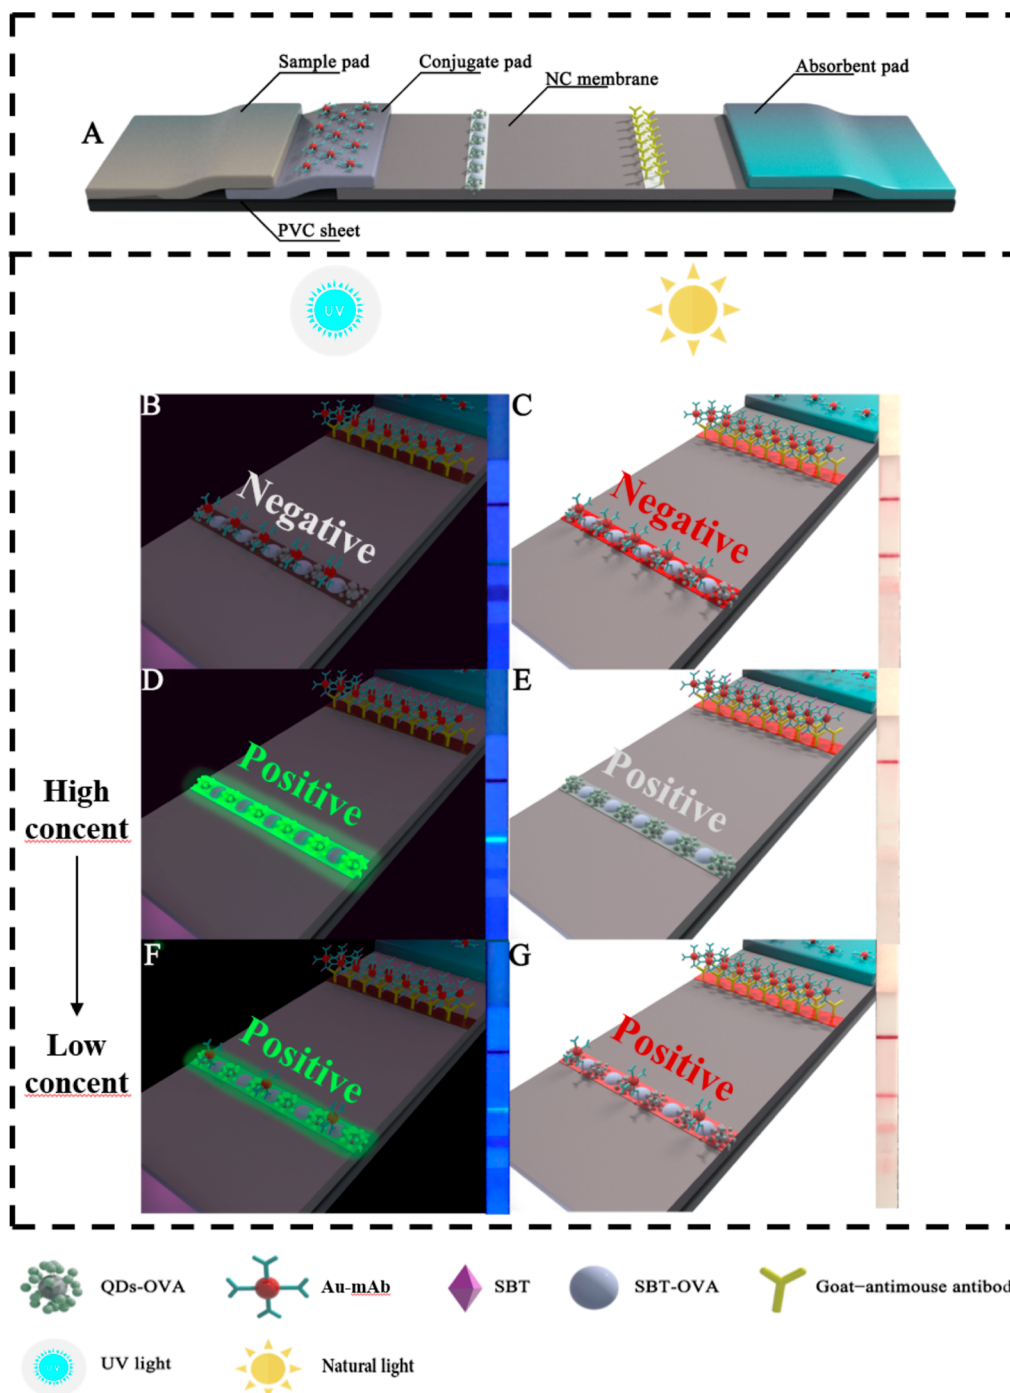 Sample pad
Conjugate pad
NC membrane
Absorbent pad
A
PVC sheet
UV
B
Negative
C
Negative
D
Positive
E
Positive
High
concent
F
Positive
G
Positive
Low
concent
QDs-OVA
Au-mAb
SBT
SBT-OVA
Goat-antimouse antibod
UV
UV light
Natural light